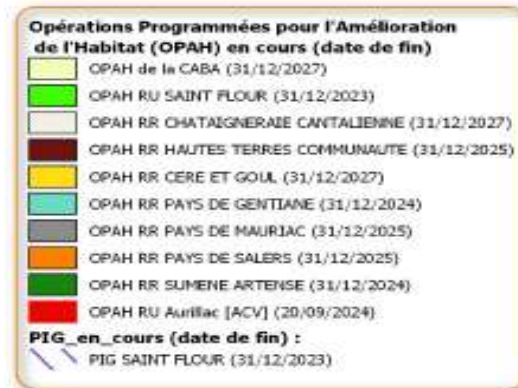 Opérations Programmées pour l'Amélioration
de l'Habitat (OPAH) en cours (date de fin)
OPAH de la CABA (31/12/2027)
OPAH RU SAINT FLOUR (31/12/2023)
OPAH RR CHATAIGNERAIE CANTALIENNE (31/12/2027)
OPAH RR HAUTES TERRES COMMUNAUTE (31/12/2025)
OPAH RR CERE ET GOUL (31/12/2027)
OPAH RR PAYS DE GENTIANE (31/12/2024)
OPAH RR PAYS DE MAURIAC (31/12/2025)
OPAH RR PAYS DE SALERS (31/12/2025)
OPAH RR SUMENE ARTENSE (31/12/2024)
OPAH RU Aurillac [ACV] (20/09/2024)
PIG_en_cours (date de fin) :
PIG SAINT FLOUR (31/12/2023)